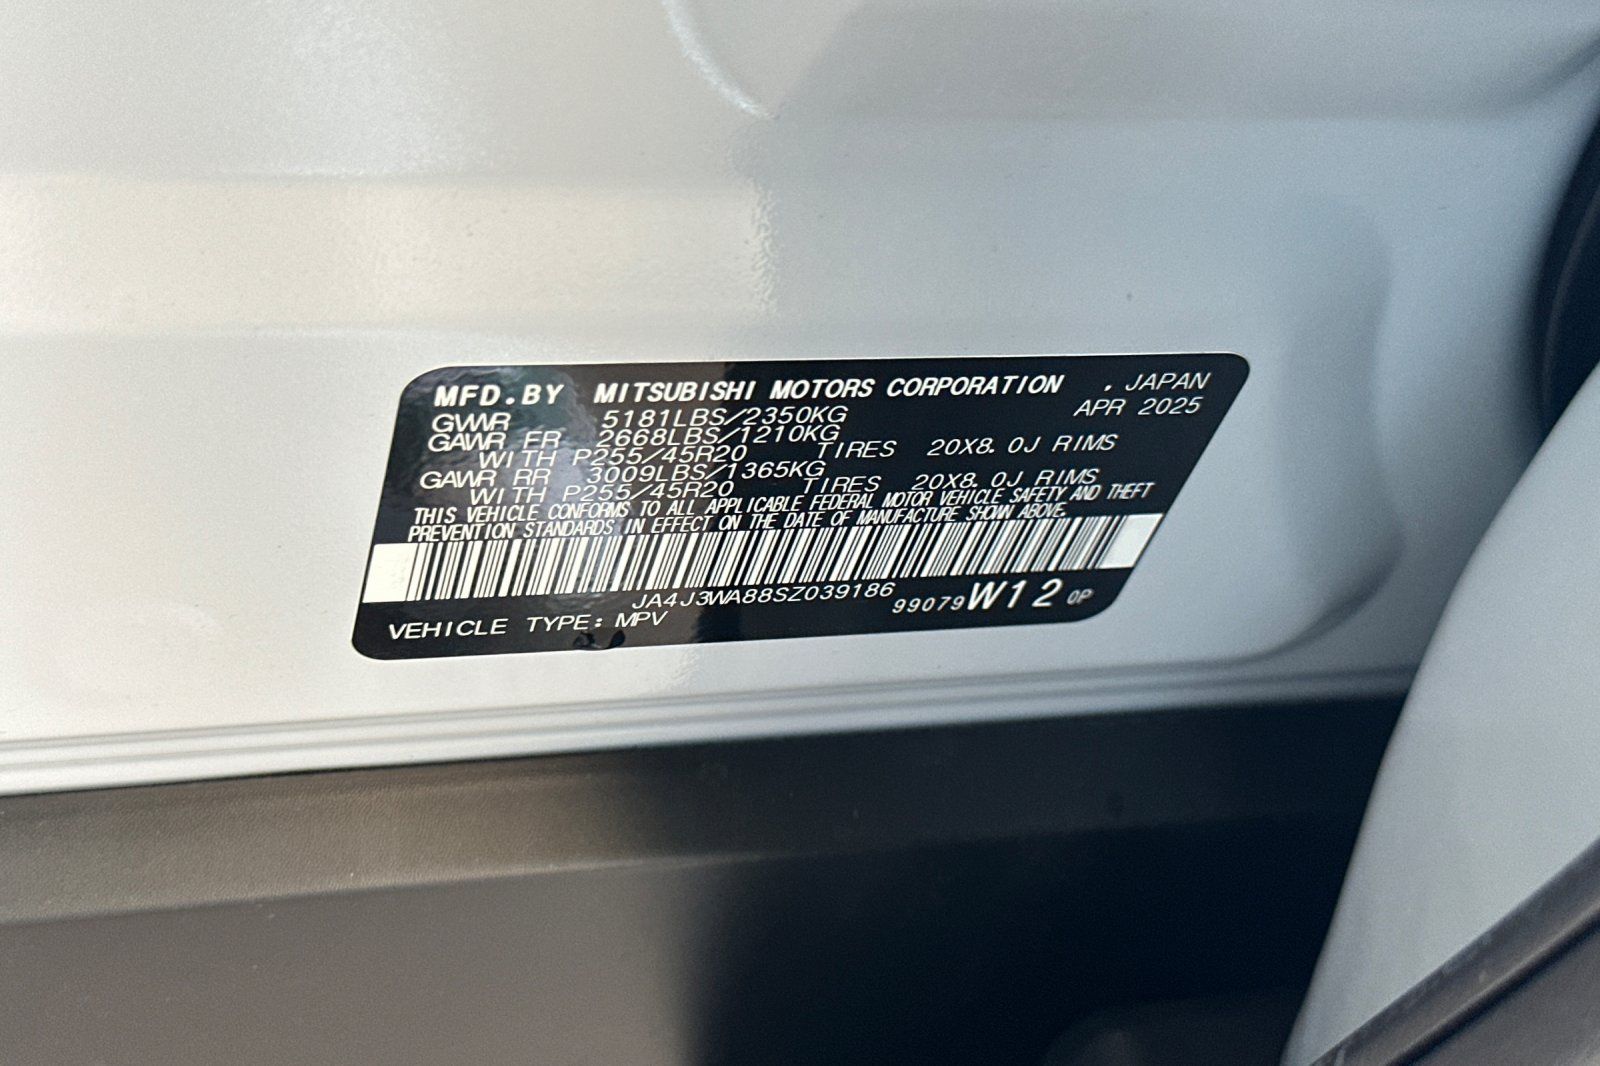 MFD.BY MITSUBISHI MOTORS CORPORATION , JAPAN
GVWR 5181LBS/2350KG APR 2025
GAWR FR 2668LBS/1210KG
WITH P255/45R20 TIRES 20X8.0J RIMS
GAWR RR 3009LBS/1365KG
WITH P255/45R20 TIRES 20X8.0J RIMS
THIS VEHICLE CONFORMS TO ALL APPLICABLE FEDERAL MOTOR VEHICLE SAFETY AND THEFT
PREVENTION STANDARDS IN EFFECT ON THE DATE OF MANUFACTURE SHOWN ABOVE.
JA4J3WA88SZ039186
VEHICLE TYPE: MPV 99079 W12 0P